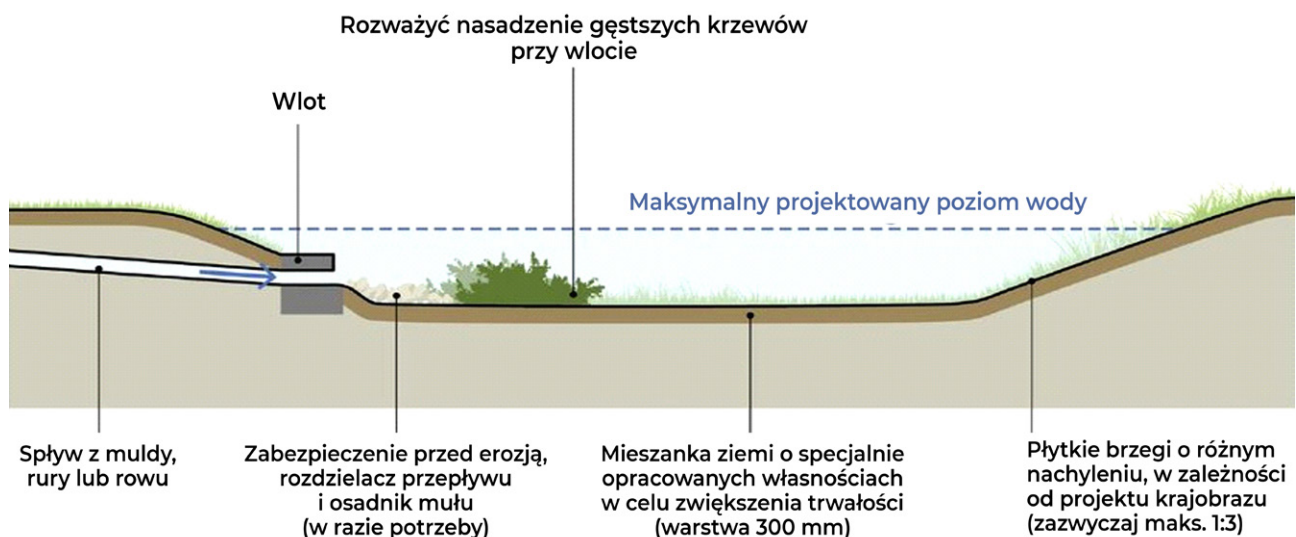 Rozważyć nasadzenie gęstszych krzewów
przy wlocie
Wlot
Maksymalny projektowany poziom wody
Spływ z muldy,
rury lub rowu
Zabezpieczenie przed erozją,
rozdzielacz przepływu
i osadnik mułu
(w razie potrzeby)
Mieszanka ziemi o specjalnie
opracowanych własnościach
w celu zwiększenia trwałości
(warstwa 300 mm)
Płytkie brzegi o różnym
nachyleniu, w zależności
od projektu krajobrazu
(zazwyczaj maks. 1:3)